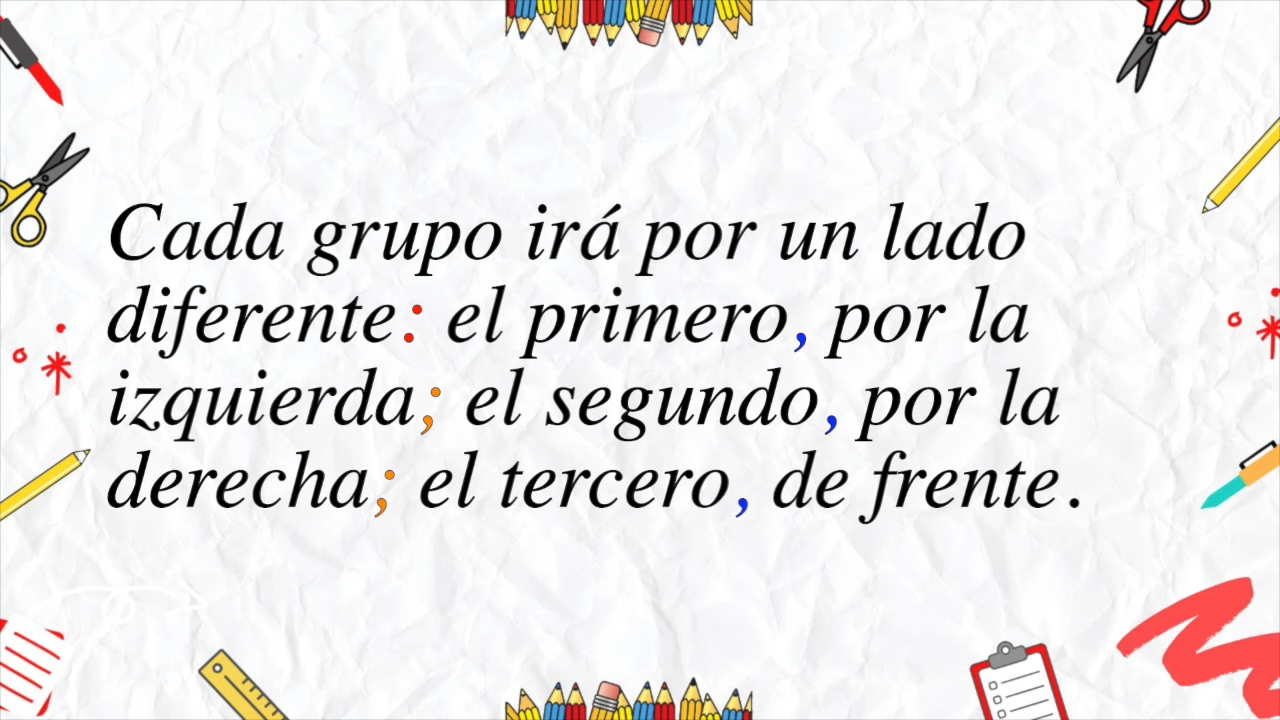 Cada grupo irá por un lado
diferente: el primero, por la
izquierda; el segundo, por la
derecha; el tercero, de frente.